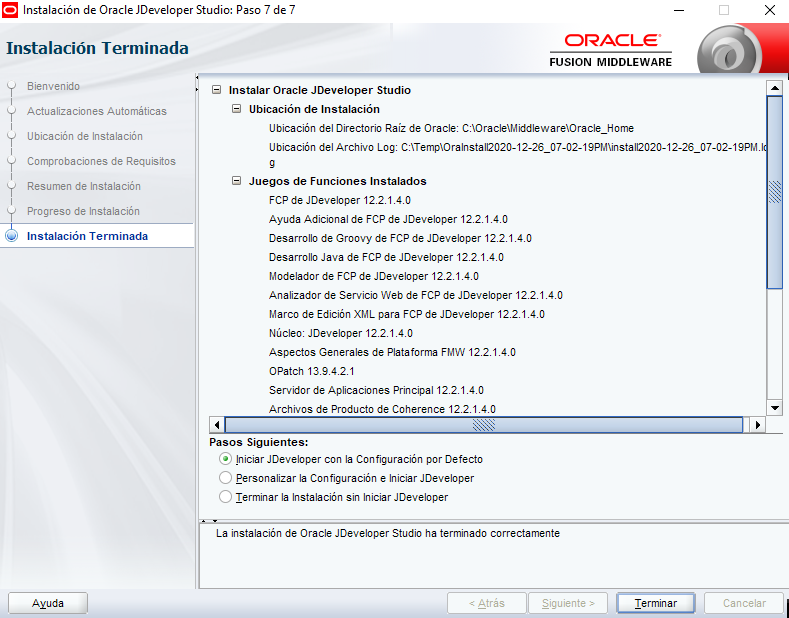 Instalación de Oracle JDeveloper Studio: Paso 7 de 7
Instalación Terminada
ORACLE
FUSION MIDDLEWARE
Bienvenido
Actualizaciones Automáticas
Ubicación de Instalación
Comprobaciones de Requisitos
Resumen de Instalación
Progreso de Instalación
Instalación Terminada
Instalar Oracle JDeveloper Studio
Ubicación de Instalación
Ubicación del Directorio Raíz de Oracle: C:\Oracle\Middleware\Oracle_Home
Ubicación del Archivo Log: C:\Temp\OraInstall2020-12-26_07-02-19PM\install2020-12-26_07-02-19PM.lo
g
Juegos de Funciones Instalados
FCP de JDeveloper 12.2.1.4.0
Ayuda Adicional de FCP de JDeveloper 12.2.1.4.0
Desarrollo de Groovy de FCP de JDeveloper 12.2.1.4.0
Desarrollo Java de FCP de JDeveloper 12.2.1.4.0
Modelador de FCP de JDeveloper 12.2.1.4.0
Analizador de Servicio Web de FCP de JDeveloper 12.2.1.4.0
Marco de Edición XML para FCP de JDeveloper 12.2.1.4.0
Núcleo: JDeveloper 12.2.1.4.0
Aspectos Generales de Plataforma FMW 12.2.1.4.0
OPatch 13.9.4.2.1
Servidor de Aplicaciones Principal 12.2.1.4.0
Archivos de Producto de Coherence 12.2.1.4.0
Pasos Siguientes:
Iniciar JDeveloper con la Configuración por Defecto
Personalizar la Configuración e Iniciar JDeveloper
Terminar la Instalación sin Iniciar JDeveloper
La instalación de Oracle JDeveloper Studio ha terminado correctamente
Ayuda
< Atrás
Siguiente >
Terminar
Cancelar